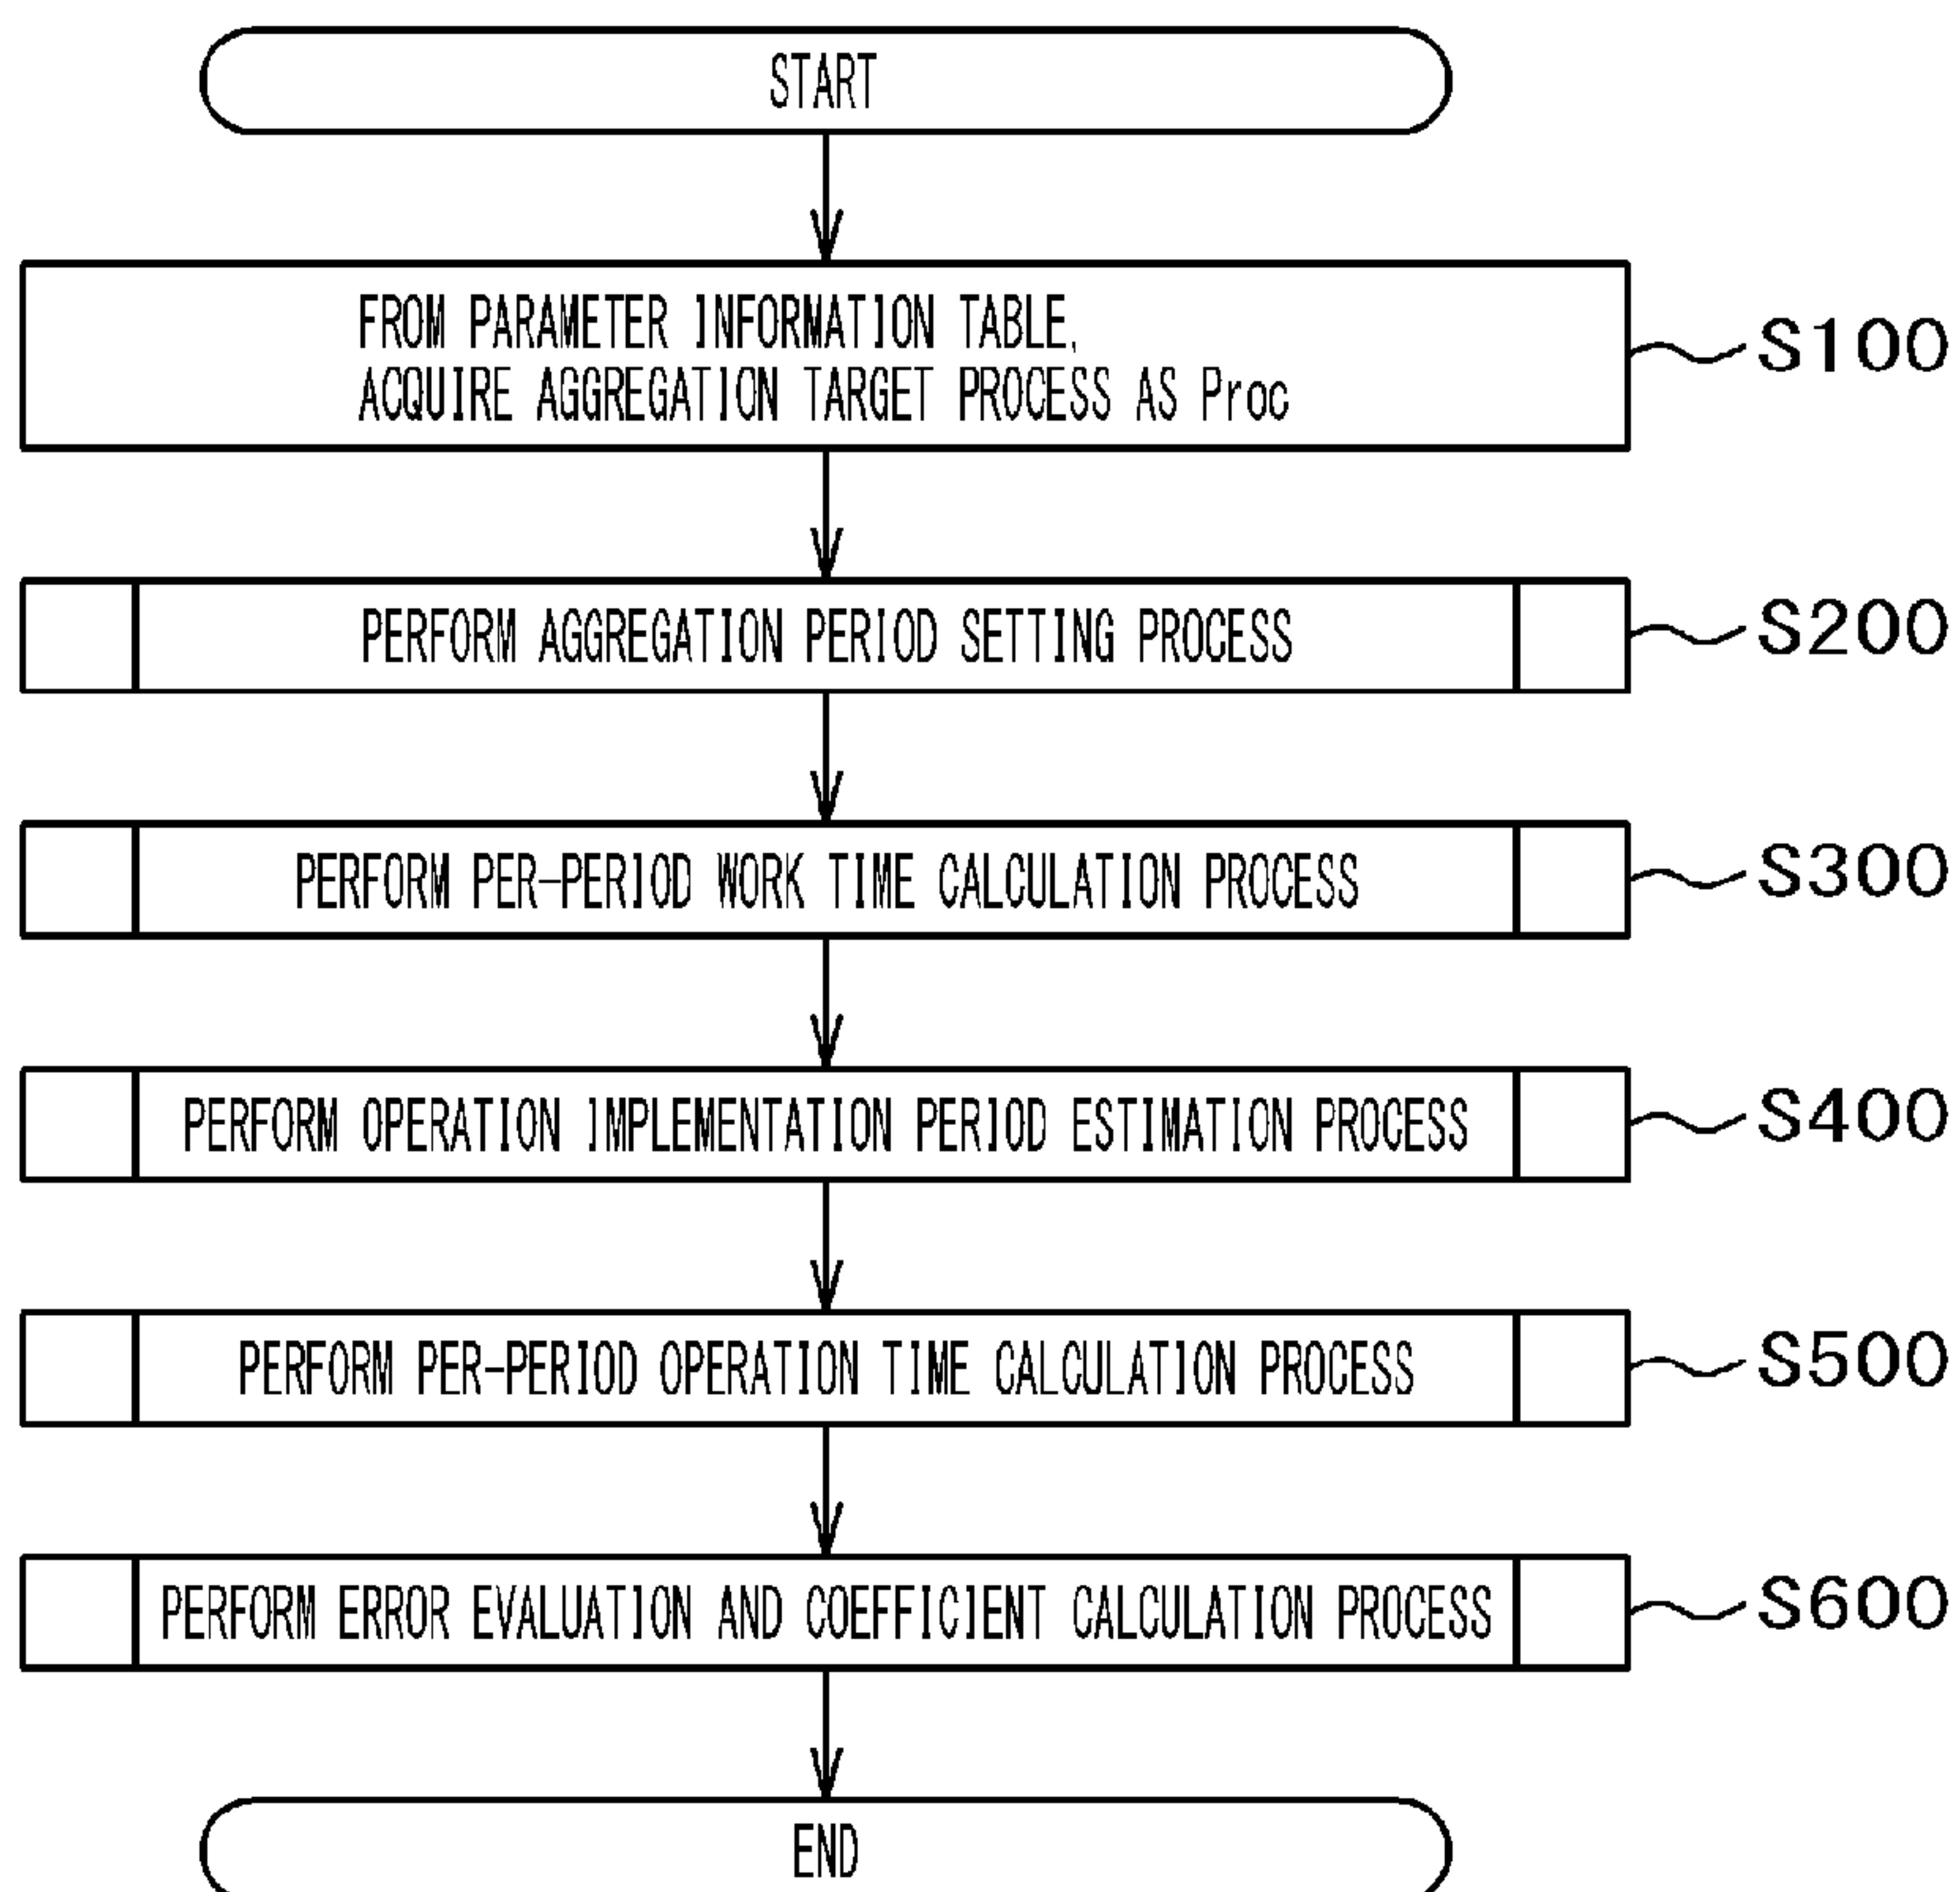 START
FROM PARAMETER INFORMATION TABLE,
ACQUIRE AGGREGATION TARGET PROCESS AS Proc
S100
PERFORM AGGREGATION PERIOD SETTING PROCESS
S200
PERFORM PER-PERIOD WORK TIME CALCULATION PROCESS
S300
PERFORM OPERATION IMPLEMENTATION PERIOD ESTIMATION PROCESS
S400
PERFORM PER-PERIOD OPERATION TIME CALCULATION PROCESS
S500
PERFORM ERROR EVALUATION AND COEFFICIENT CALCULATION PROCESS
S600
END